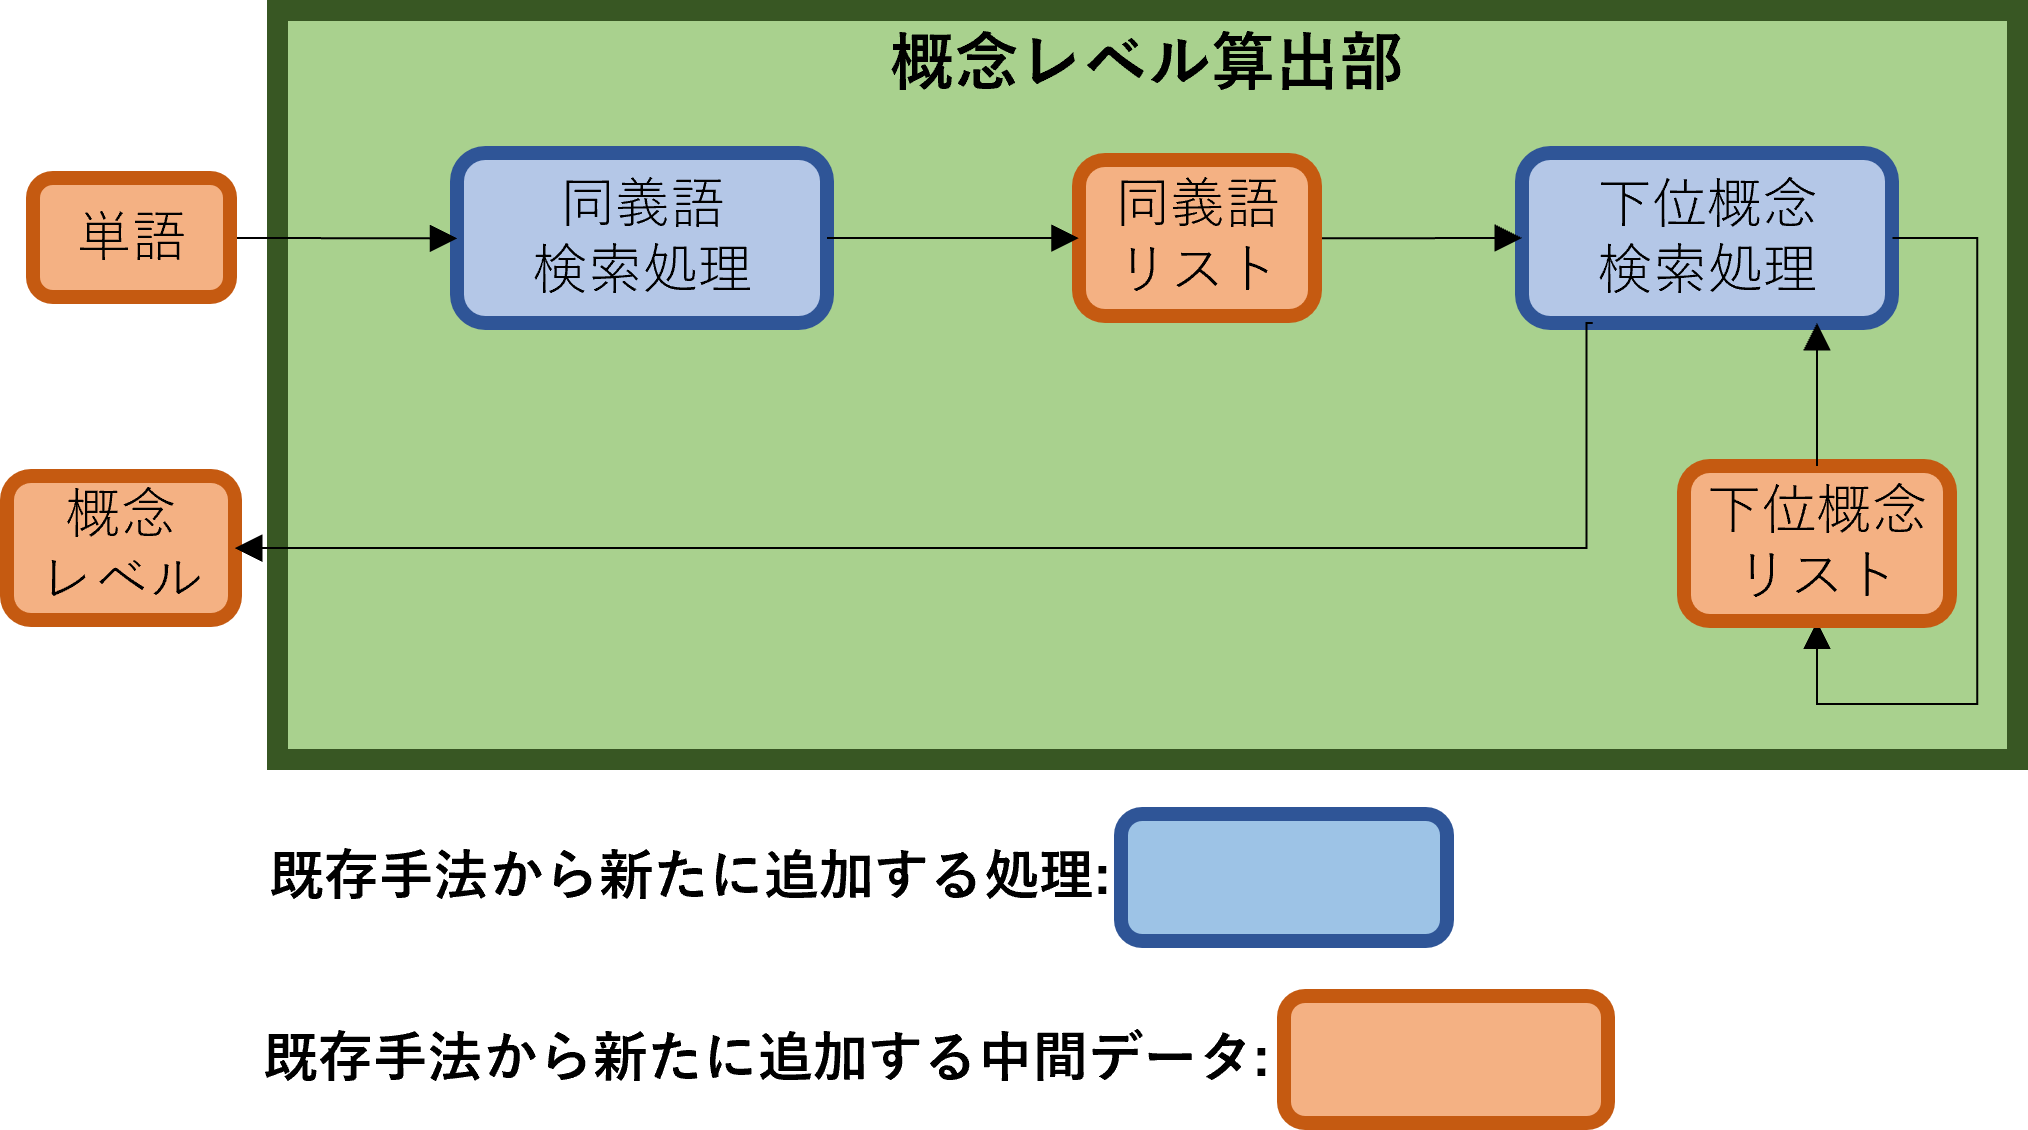 概念レベル算出部
単語
同義語
検索処理
同義語
リスト
下位概念
検索処理
概念
レベル
下位概念
リスト
既存手法から新たに追加する処理:
既存手法から新たに追加する中間データ: